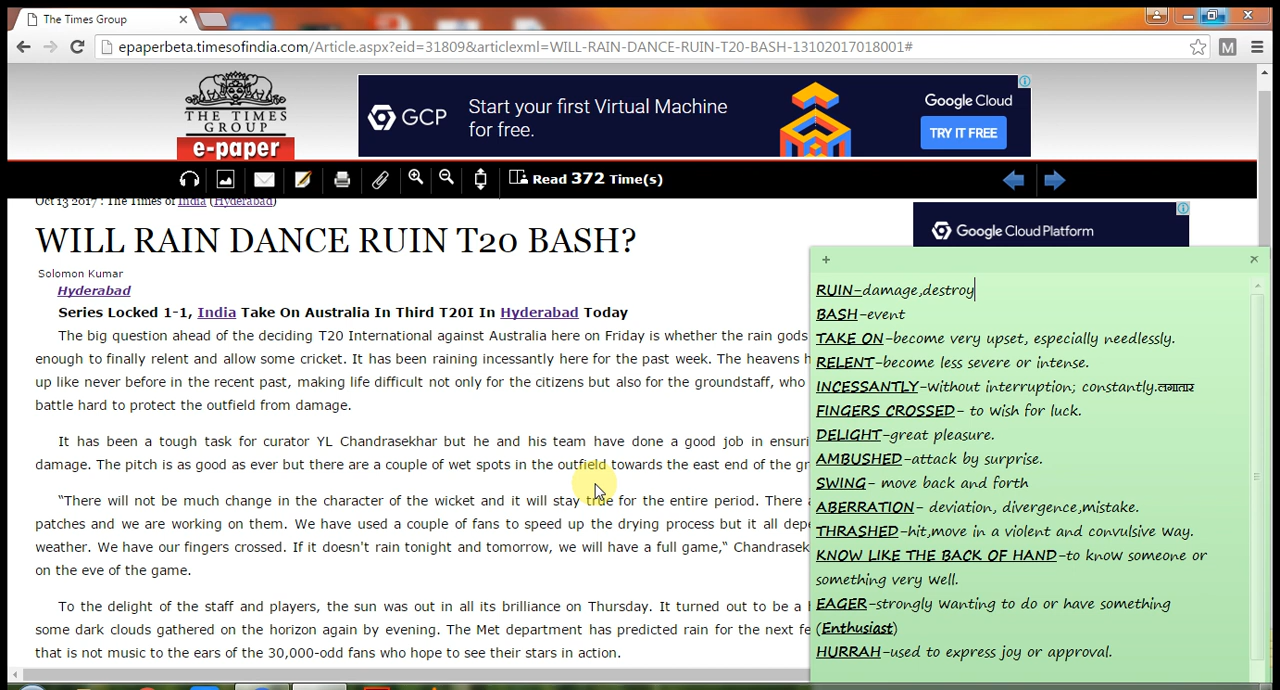 The Times Group
epaperbeta.timesofindia.com/Article.aspx?eid=31809&articlexml=WILL-RAIN-DANCE-RUIN-T20-BASH-13102017018001#
M
THE TIMES
GROUP
e-paper
GCP
Start your first Virtual Machine
for free.
Google Cloud
TRY IT FREE
Read 372 Time(s)
Oct 13 2017 : The Times of India (Hyderabad)
WILL RAIN DANCE RUIN T20 BASH?
Google Cloud Platform
Solomon Kumar
Hyderabad
Series Locked 1-1, India Take On Australia In Third T20I In Hyderabad Today
The big question ahead of the deciding T20 International against Australia here on Friday is whether the rain gods
enough to finally relent and allow some cricket. It has been raining incessantly here for the past week. The heavens
up like never before in the recent past, making life difficult not only for the citizens but also for the groundstaff, who
battle hard to protect the outfield from damage.
It has been a tough task for curator YL Chandrasekhar but he and his team have done a good job in
damage. The pitch is as good as ever but there are a couple of wet spots in the outfield towards the east end of the
“There will not be much change in the character of the wicket and it will stay true for the entire period. There
patches and we are working on them. We have used a couple of fans to speed up the drying process but it all
weather. We have our fingers crossed. If it doesn't rain tonight and tomorrow, we will have a full game,“
on the eve of the game.
To the delight of the staff and players, the sun was out in all its brilliance on Thursday. It turned out to be a
some dark clouds gathered on the horizon again by evening. The Met department has predicted rain for the next
that is not music to the ears of the 30,000-odd fans who hope to see their stars in action.
+
RUIN-damage,destroy
BASH-event
TAKE ON-become very upset, especially needlessly.
RELENT-become less severe or intense.
INCESSANTLY-without interruption; constantly.लगातार
FINGERS CROSSED- to wish for luck.
DELIGHT-great pleasure.
AMBUSHED-attack by surprise.
SWING- move back and forth
ABERRATION- deviation, divergence,mistake.
THRASHED-hit,move in a violent and convulsive way.
KNOW LIKE THE BACK OF HAND-to know someone or
something very well.
EAGER-strongly wanting to do or have something
(Enthusiast)
HURRAH-used to express joy or approval.